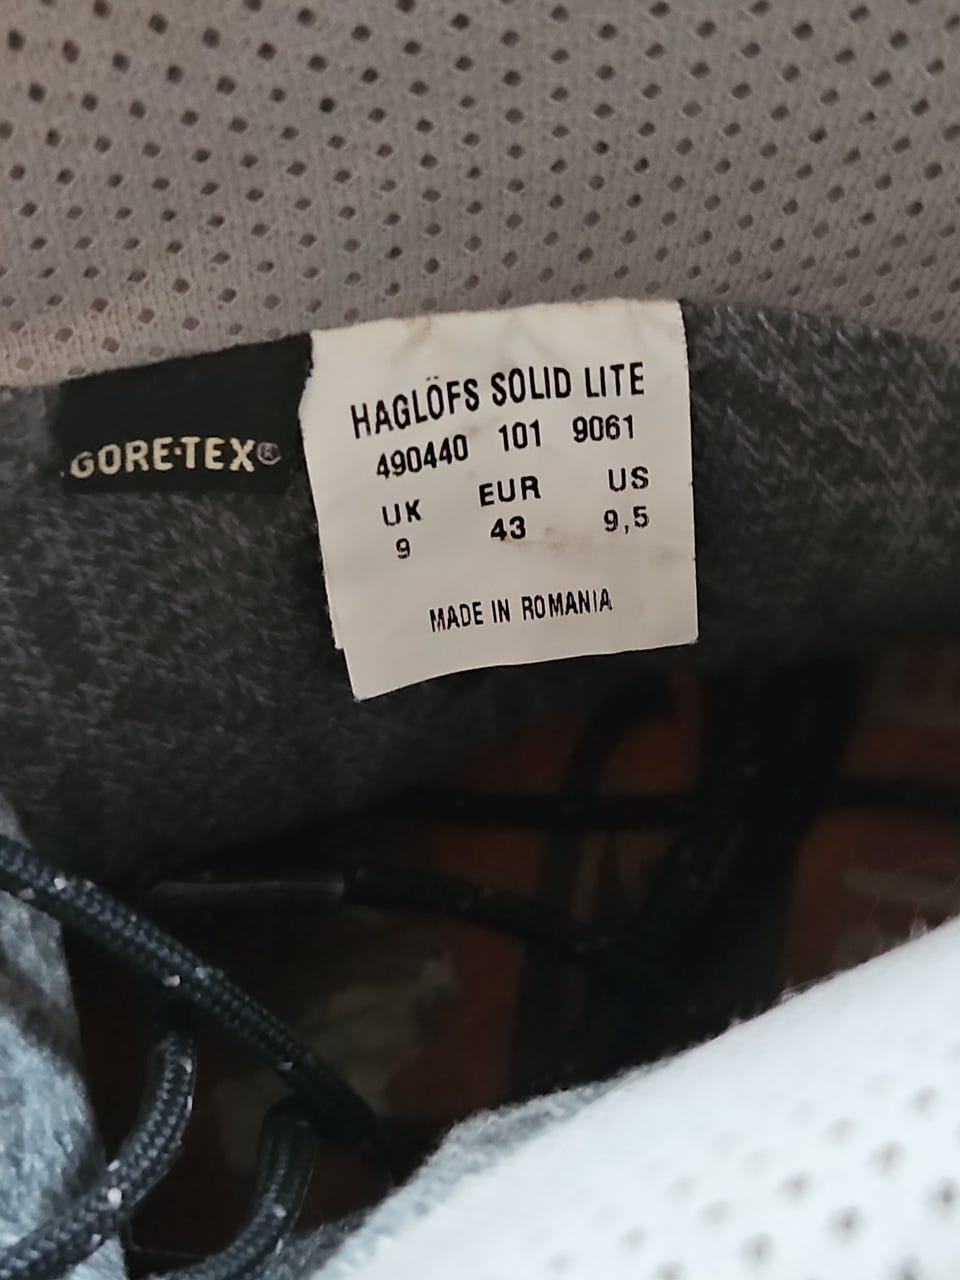 GORE-TEX®
HAGLÖFS SOLID LITE
490440 101 9061
UK EUR US
9 43 9,5
MADE IN ROMANIA